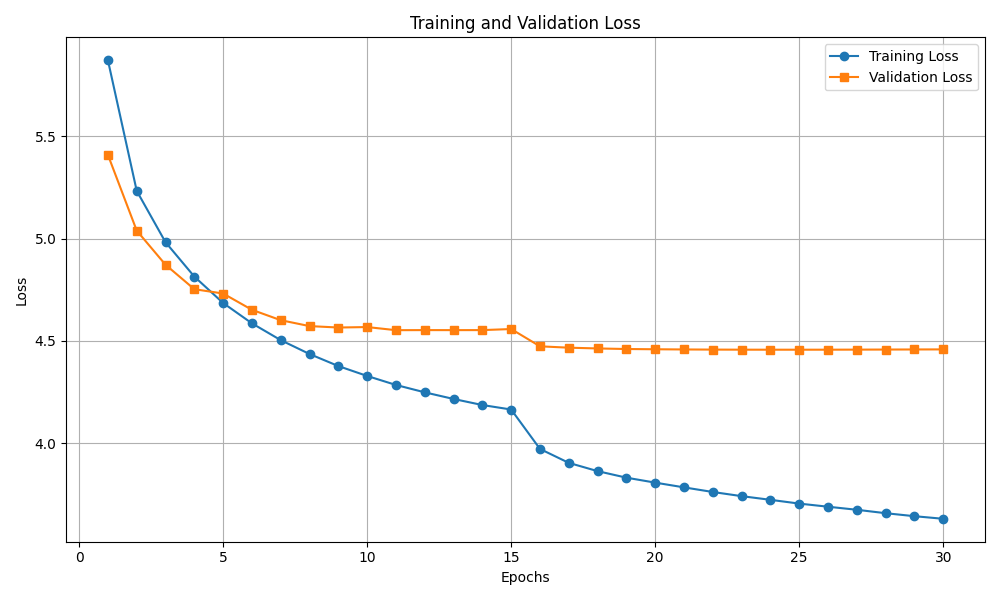 Training and Validation Loss
Training Loss
Validation Loss
5.5
5.0
4.5
4.0
Loss
0 5 10 15 20 25 30
Epochs